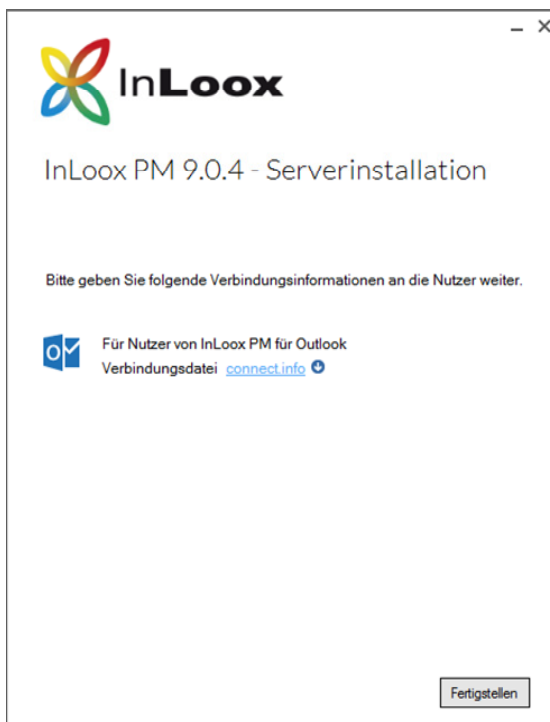 InLoox
InLoox PM 9.0.4 - Serverinstallation
Bitte geben Sie folgende Verbindungsinformationen an die Nutzer weiter.
Für Nutzer von InLoox PM für Outlook
Verbindungsdatei connect.info
Fertigstellen